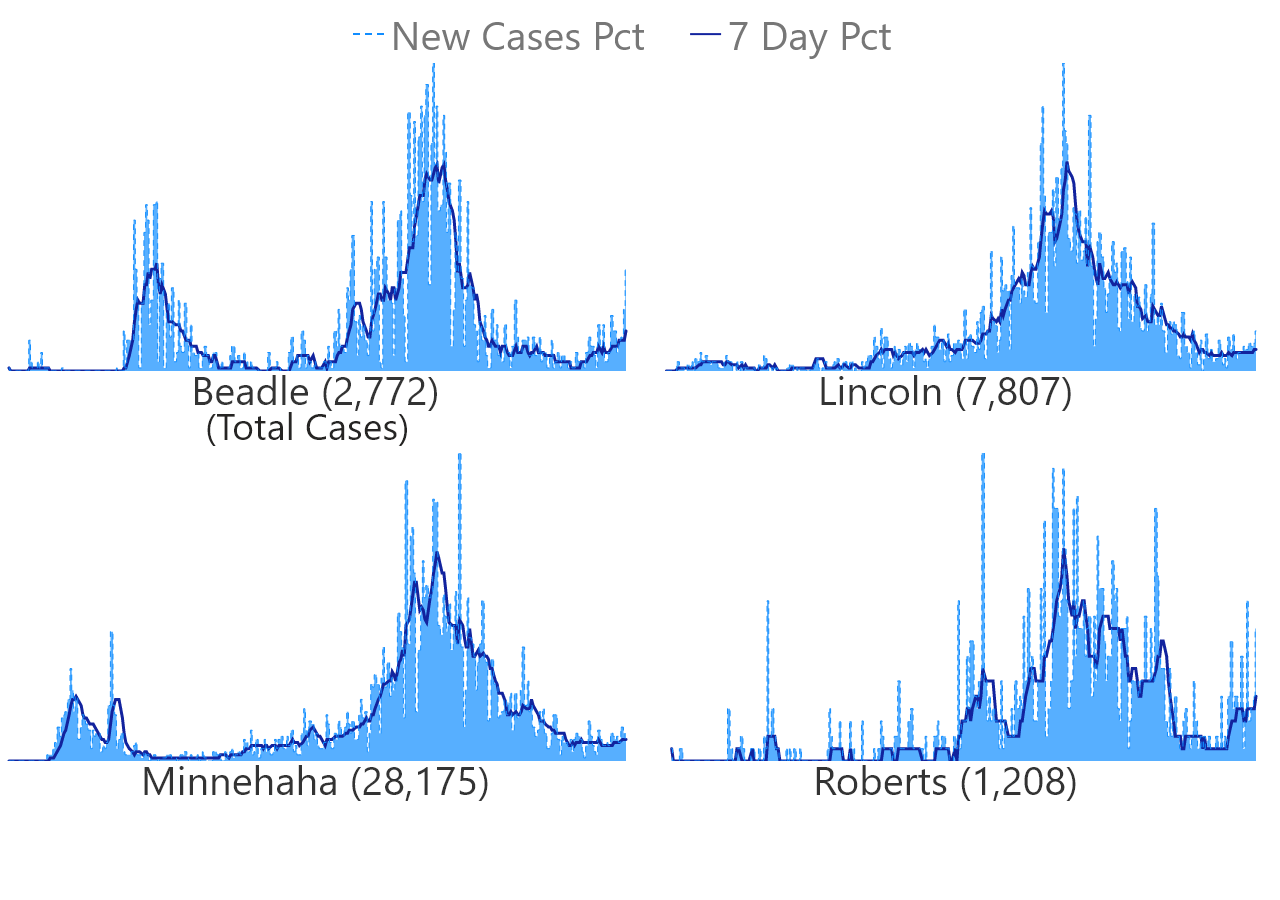 New Cases Pct 7 Day Pct
Beadle (2,772)
(Total Cases)
Lincoln (7,807)
Minnehaha (28,175)
Roberts (1,208)